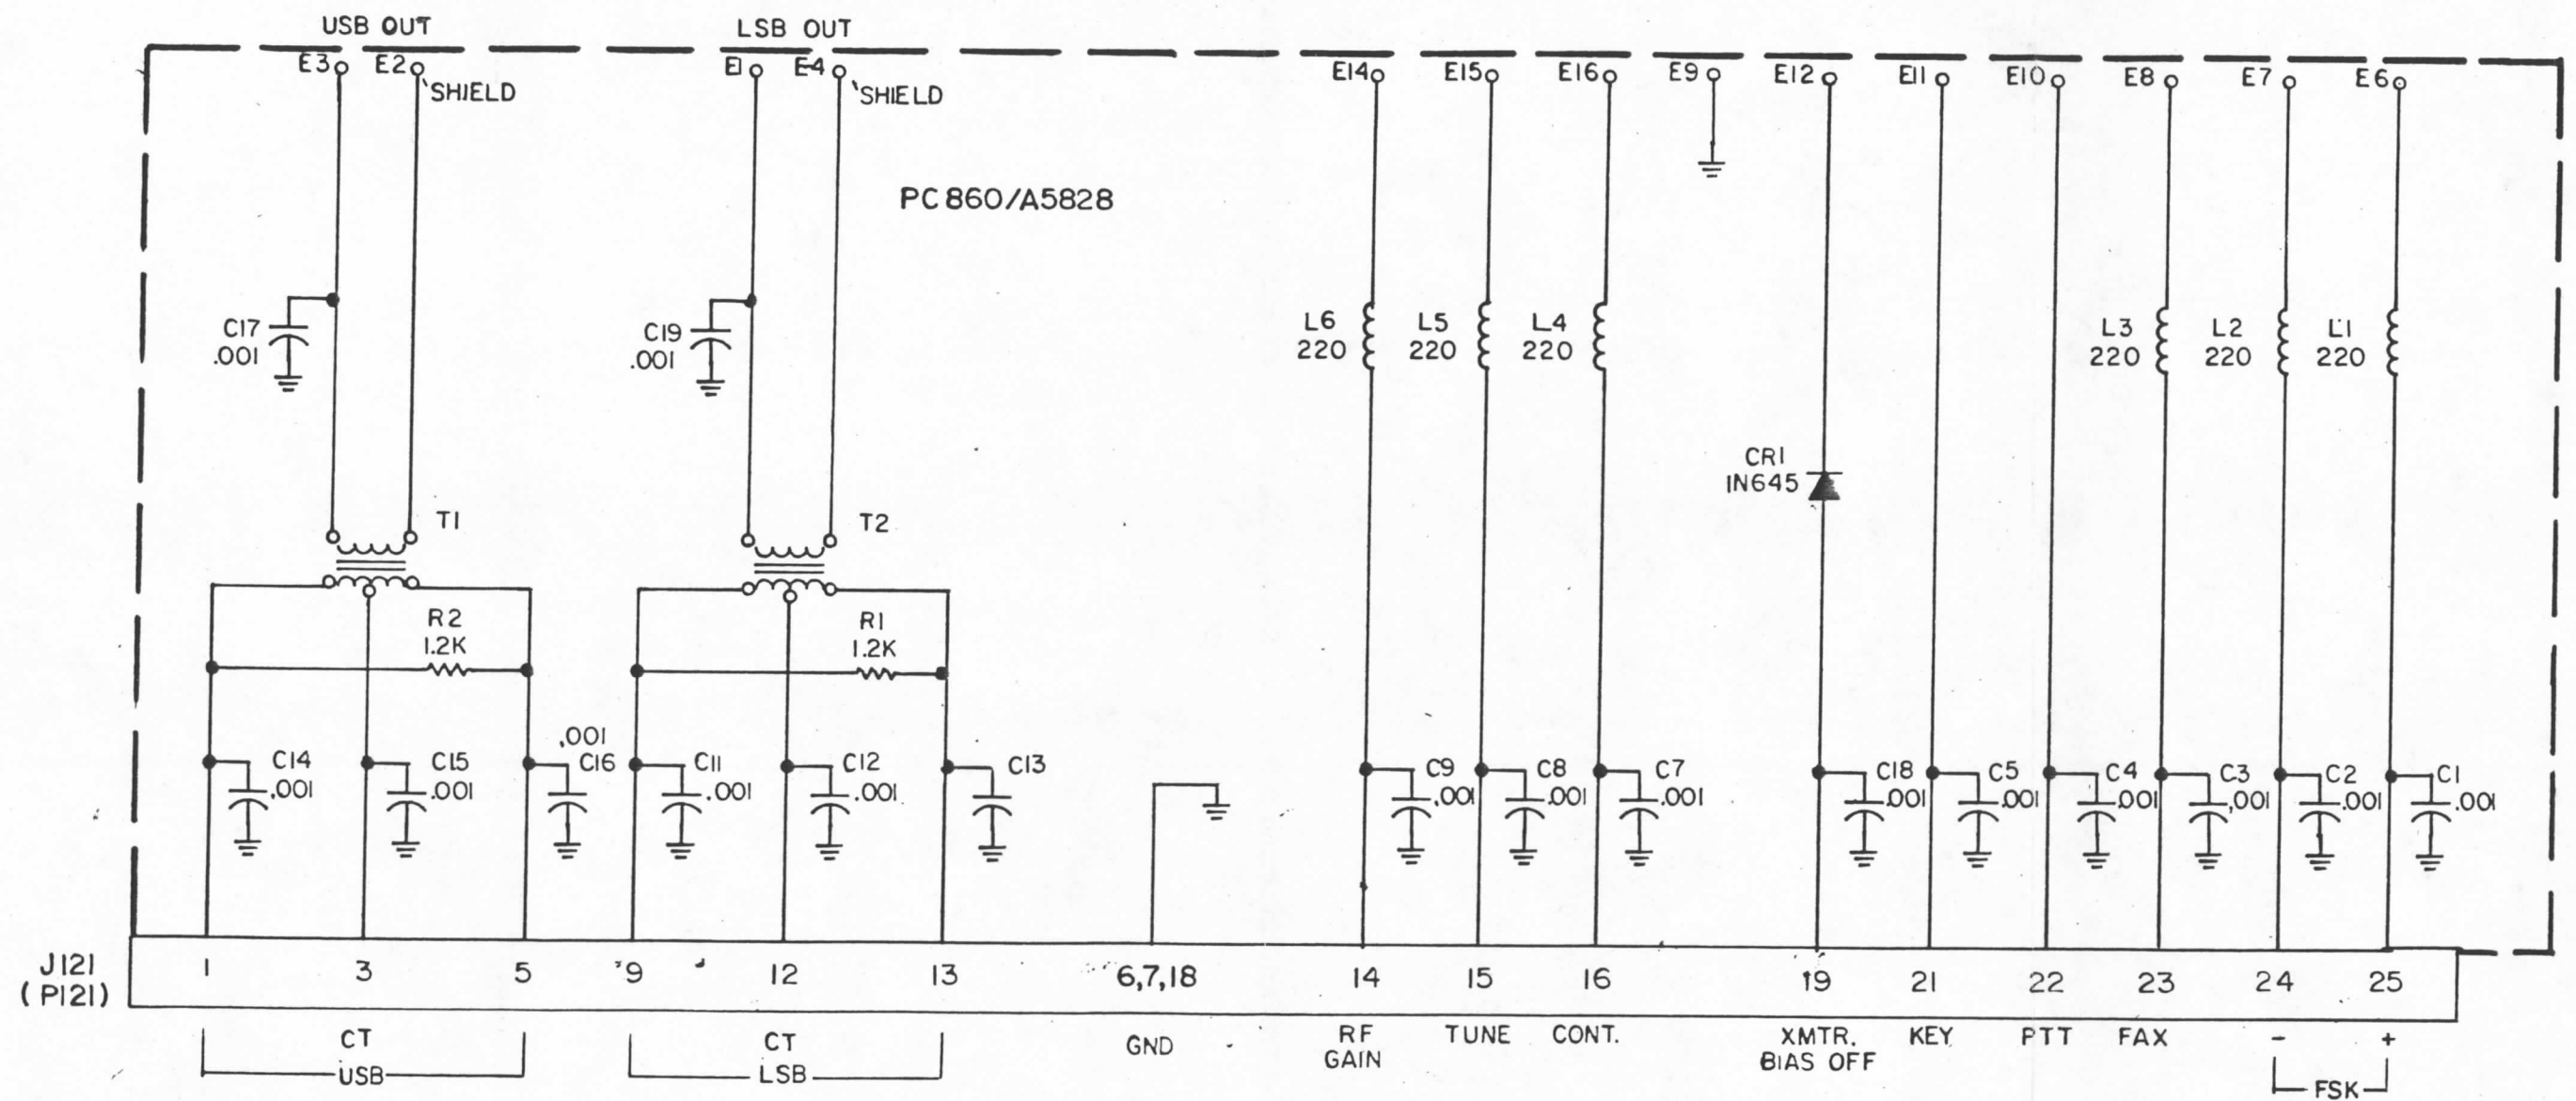 USB OUT
LSB OUT
E3 E2
SHIELD
E1 E4
SHIELD
E14 E15 E16 E9 E12 E11 E10 E8 E7 E6
PC860/A5828
C17
.001
C19
.001
L6
220
L5
220
L4
220
L3
220
L2
220
L1
220
CR1
1N645
T1
T2
R2
1.2K
R1
1.2K
C14
.001
C15
.001
.001
C16
C11
.001
C12
.001
C13
C9
.001
C8
.001
C7
.001
C18
.001
C5
.001
C4
.001
C3
.001
C2
.001
C1
.001
J121
(P121)
1 3 5 9 12 13 6,7,18 14 15 16 19 21 22 23 24 25
CT
USB
CT
LSB
GND
RF
GAIN
TUNE
CONT.
XMTR.
BIAS OFF
KEY
PTT
FAX
- +
FSK